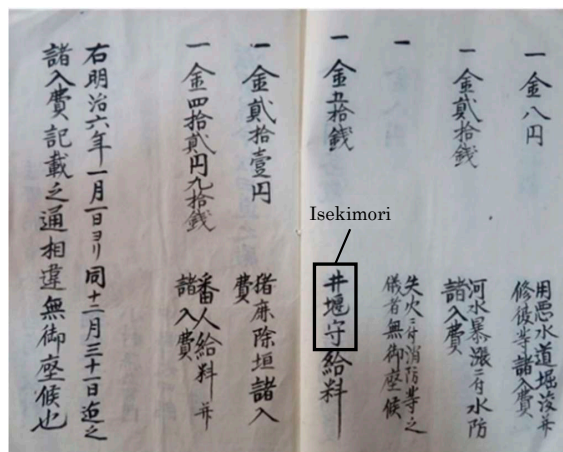 一 金八円
用悪水道堀浚并
修復等諸入費
一 金貳拾銭
河水暴漲ニ付水防
諸入費
一
失火ニ付消防等之
儀者無御座候
Isekimori
一 金五拾銭 井堰守給料
一 金貳拾壹円
猪鹿除垣諸入
費
一 金四拾貳円九拾銭
番人給料并
諸入費
右明治六年一月一日ヨリ同十二月三十一日迄之
諸入費記載之通相違無御座候也